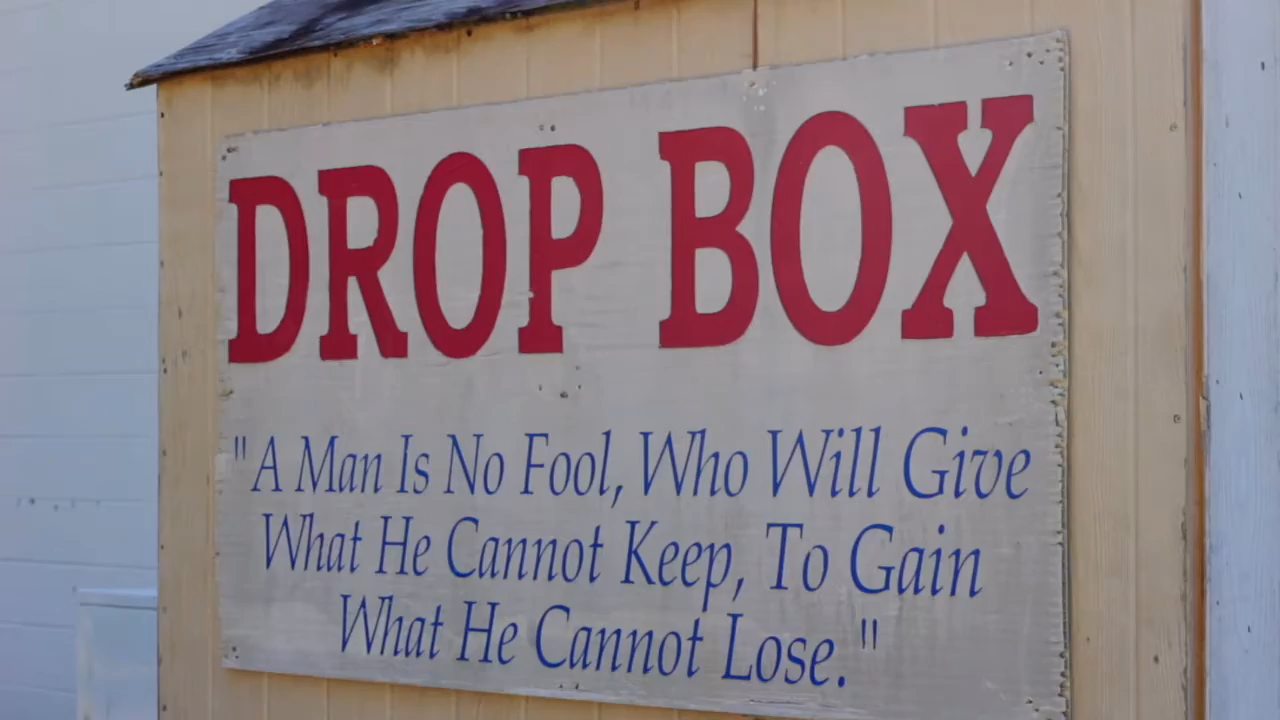 DROP BOX
"A Man Is No Fool, Who Will Give
What He Cannot Keep, To Gain
What He Cannot Lose."